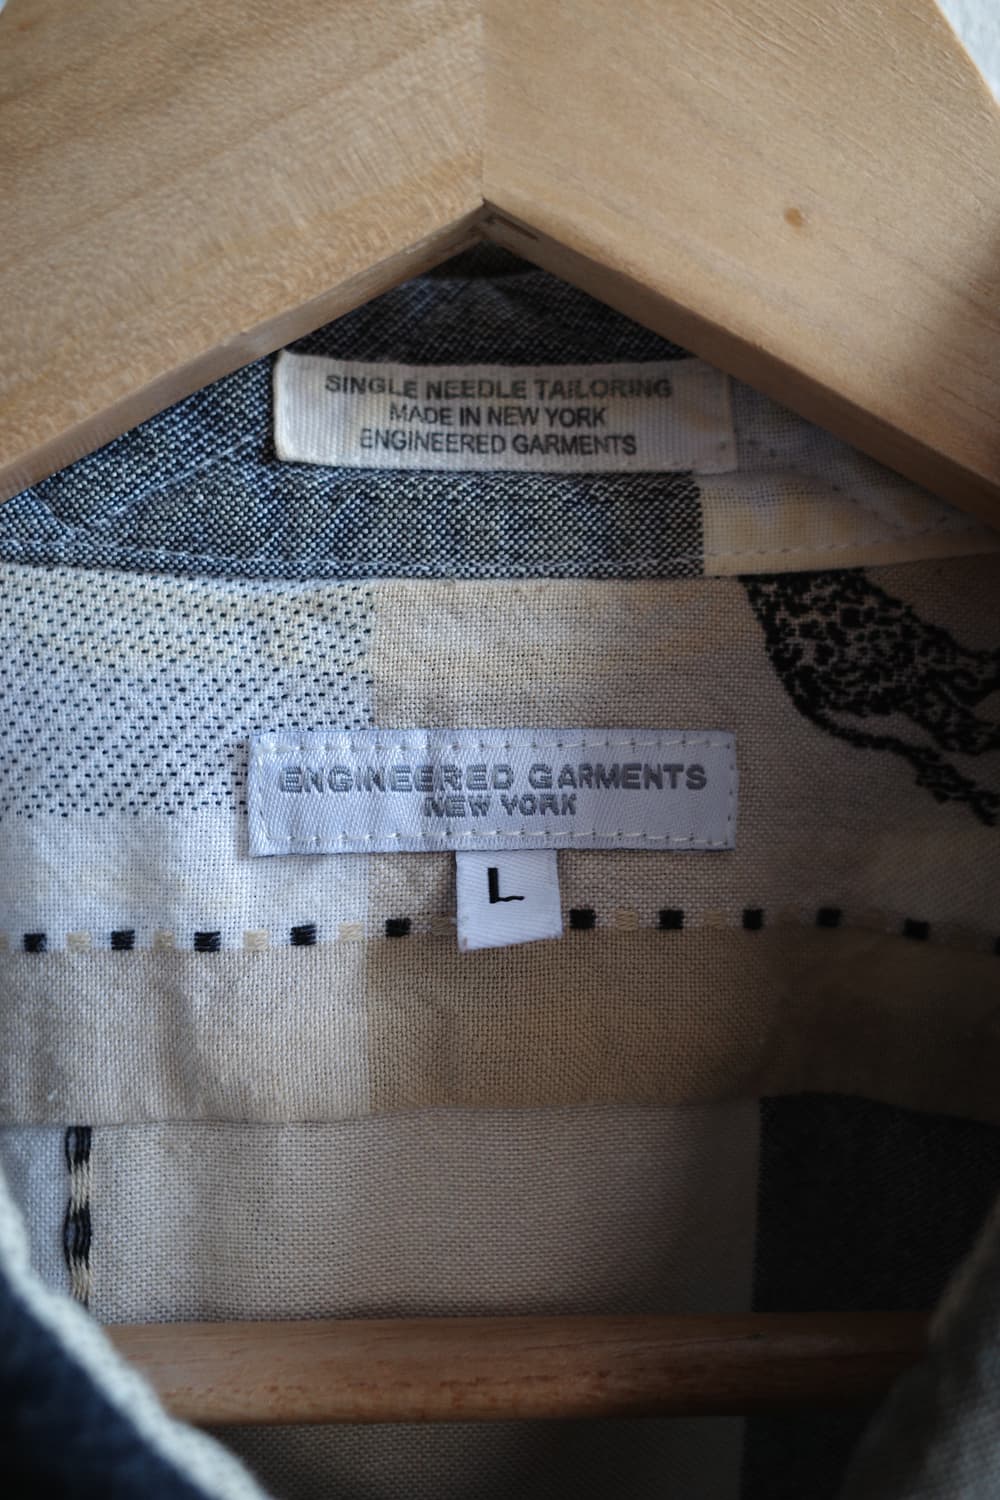 SINGLE NEEDLE TAILORING
MADE IN NEW YORK
ENGINEERED GARMENTS
ENGINEERED GARMENTS
NEW YORK
L